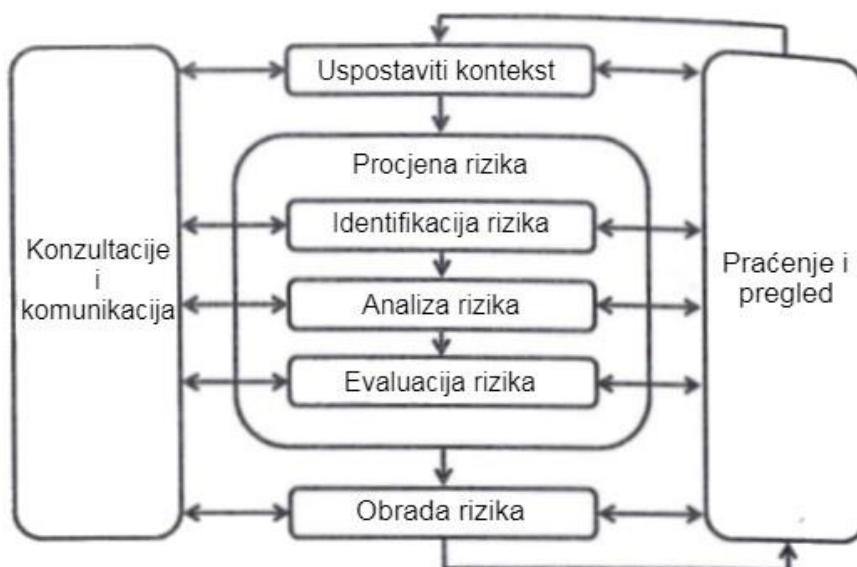 Uspostaviti kontekst
Procjena rizika
Identifikacija rizika
Analiza rizika
Evaluacija rizika
Obrada rizika
Konzultacije
i
komunikacija
Praćenje i
pregled